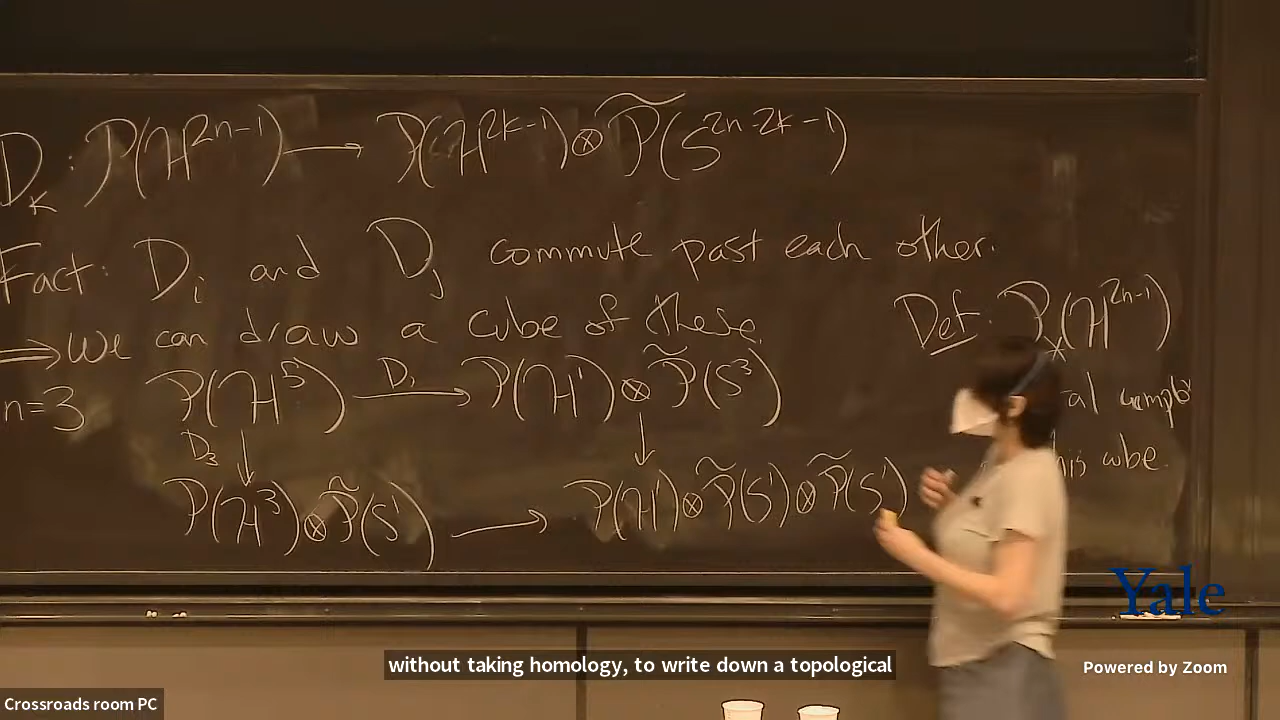 D_k : P(H^{2n-1}) ⟶ P(H^{2k-1}) ⊗ P̃(S^{2n-2k-1})
Fact: D_i and D_j commute past each other.
⟹ We can draw a cube of these.
n=3 P(H^5) D_1 ⟶ P(H^1) ⊗ P̃(S^3)
D_3 ↓ ↓
P(H^3) ⊗ P̃(S^1) ⟶ P(H^1) ⊗ P̃(S^1) ⊗ P̃(S^1)
Def: P_*(H^{2n-1})
al complex
his cube.
Yale
without taking homology, to write down a topological
Powered by Zoom
Crossroads room PC